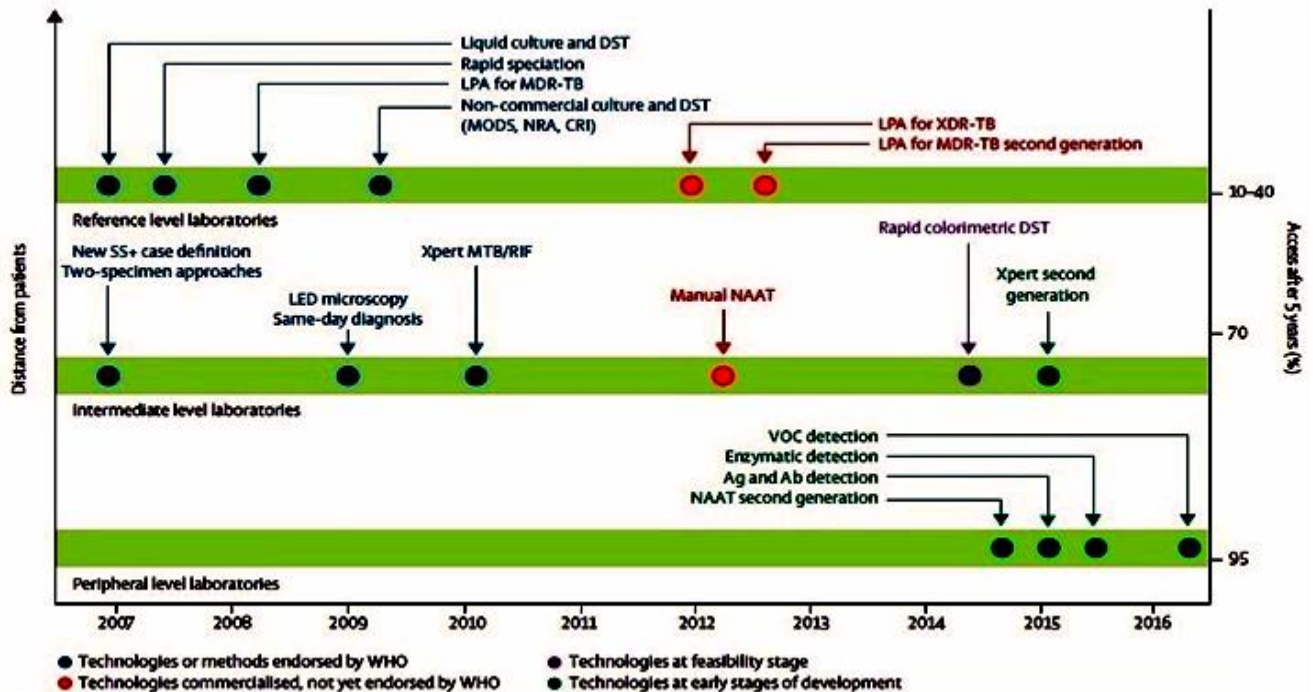 Liquid culture and DST
Rapid speciation
LPA for MDR-TB
Non-commercial culture and DST
(MODS, NRA, CRI)
LPA for XDR-TB
LPA for MDR-TB second generation
10–40
Reference level laboratories
New SS+ case definition
Two-specimen approaches
LED microscopy
Same-day diagnosis
Xpert MTB/RIF
Manual NAAT
Rapid colorimetric DST
Xpert second
generation
70
Intermediate level laboratories
VOC detection
Enzymatic detection
Ag and Ab detection
NAAT second generation
95
Peripheral level laboratories
Distance from patients
Access after 5 years (%)
2007 2008 2009 2010 2011 2012 2013 2014 2015 2016
Technologies or methods endorsed by WHO
Technologies commercialised, not yet endorsed by WHO
Technologies at feasibility stage
Technologies at early stages of development